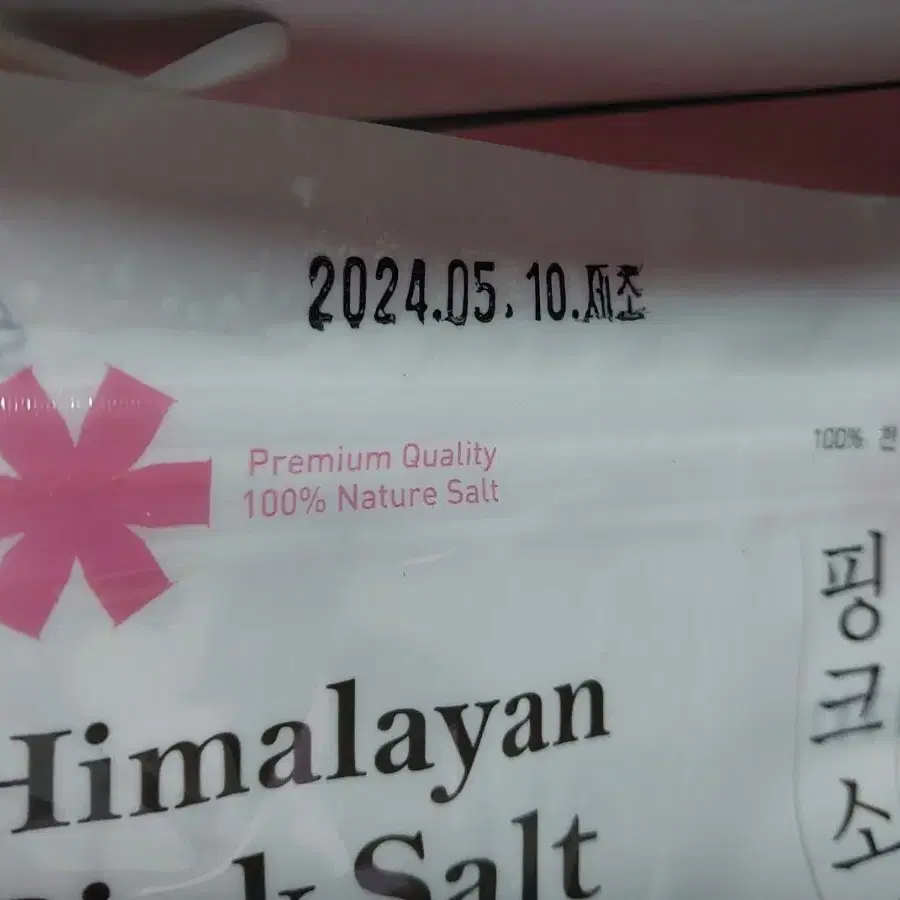 2024.05.10.제조
Premium Quality
100% Nature Salt
100%
Himalayan
Salt
핑크소